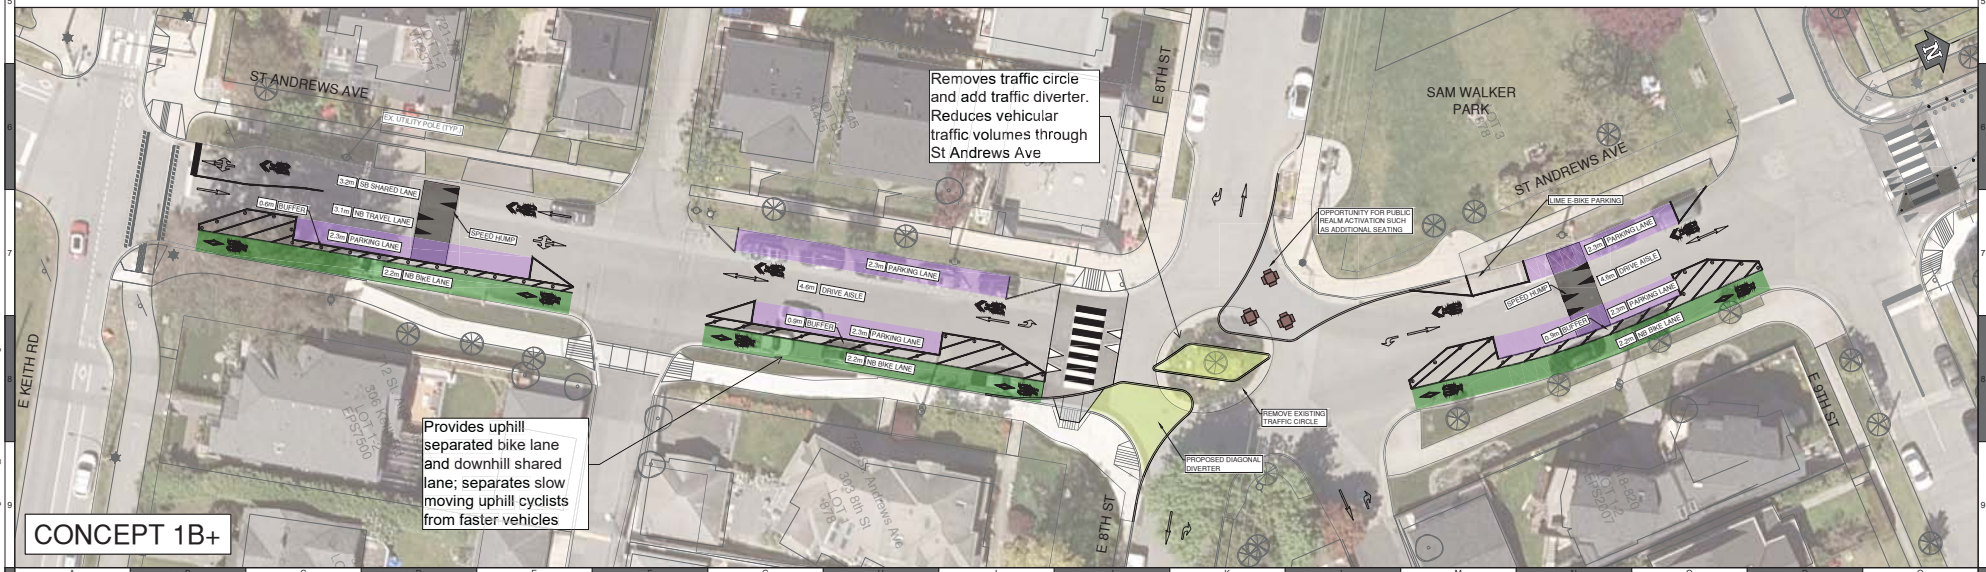 ST ANDREWS AVE
EX. UTILITY POLE (TYP.)
3.2m SB SHARED LANE
0.6m BUFFER
3.1m NB TRAVEL LANE
2.3m PARKING LANE
SPEED HUMP
2.2m NB BIKE LANE
E KEITH RD
Provides uphill
separated bike lane
and downhill shared
lane; separates slow
moving uphill cyclists
from faster vehicles
CONCEPT 1B+
2.3m PARKING LANE
4.6m DRIVE AISLE
0.9m BUFFER
2.3m PARKING LANE
2.2m NB BIKE LANE
Removes traffic circle
and add traffic diverter.
Reduces vehicular
traffic volumes through
St Andrews Ave
E 8TH ST
OPPORTUNITY FOR PUBLIC
REALM ACTIVATION SUCH
AS ADDITIONAL SEATING
REMOVE EXISTING
TRAFFIC CIRCLE
PROPOSED DIAGONAL
DIVERTER
E 8TH ST
SAM WALKER
PARK
ST ANDREWS AVE
LIME E-BIKE PARKING
2.3m PARKING LANE
4.6m DRIVE AISLE
SPEED HUMP
2.3m PARKING LANE
0.9m BUFFER
2.2m NB BIKE LANE
E 9TH ST
N